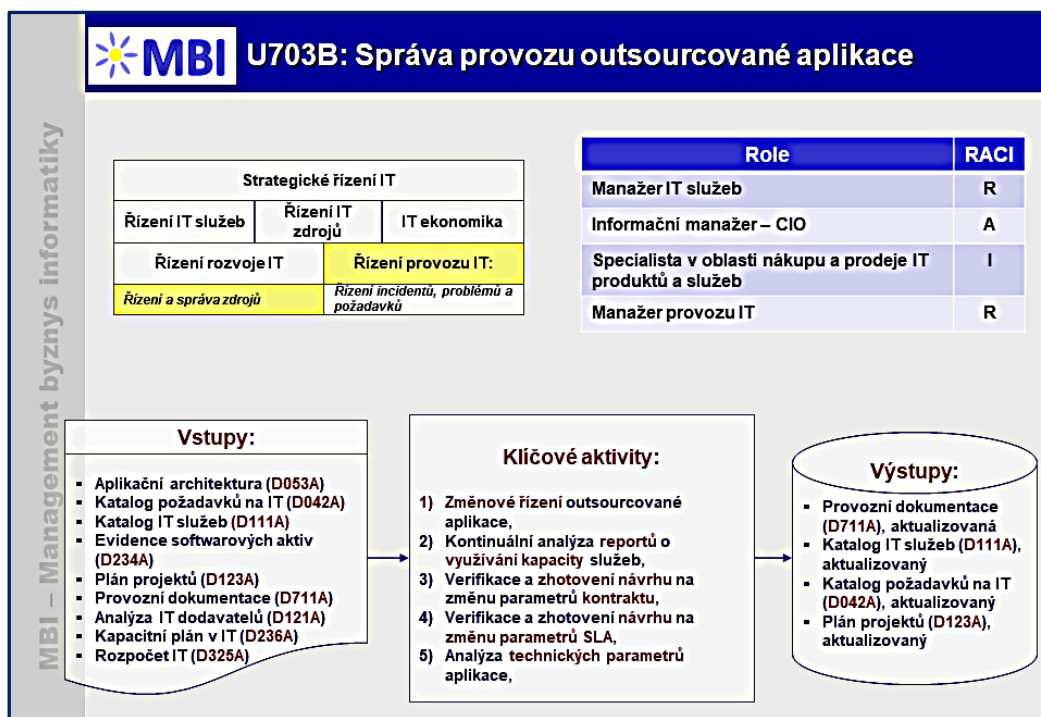 MBI
U703B: Správa provozu outsourcované aplikace
MBI – Management byznys informatiky
Strategické řízení IT
Řízení IT služeb
Řízení IT
zdrojů
IT ekonomika
Řízení rozvoje IT
Řízení provozu IT:
Řízení a správa zdrojů
Řízení incidentů, problémů a
požadavků
Role
RACI
Manažer IT služeb
R
Informační manažer – CIO
A
Specialista v oblasti nákupu a prodeje IT
produktů a služeb
I
Manažer provozu IT
R
Vstupy:
▪ Aplikační architektura (D053A)
▪ Katalog požadavků na IT (D042A)
▪ Katalog IT služeb (D111A)
▪ Evidence softwarových aktiv
(D234A)
▪ Plán projektů (D123A)
▪ Provozní dokumentace (D711A)
▪ Analýza IT dodavatelů (D121A)
▪ Kapacitní plán v IT (D236A)
▪ Rozpočet IT (D325A)
Klíčové aktivity:
1) Změnové řízení outsourcované
aplikace,
2) Kontinuální analýza reportů o
využívání kapacity služeb,
3) Verifikace a zhotovení návrhu na
změnu parametrů kontraktu,
4) Verifikace a zhotovení návrhu na
změnu parametrů SLA,
5) Analýza technických parametrů
aplikace,
Výstupy:
▪ Provozní dokumentace
(D711A), aktualizovaná
▪ Katalog IT služeb (D111A),
aktualizovaný
▪ Katalog požadavků na IT
(D042A), aktualizovaný
▪ Plán projektů (D123A),
aktualizovaný